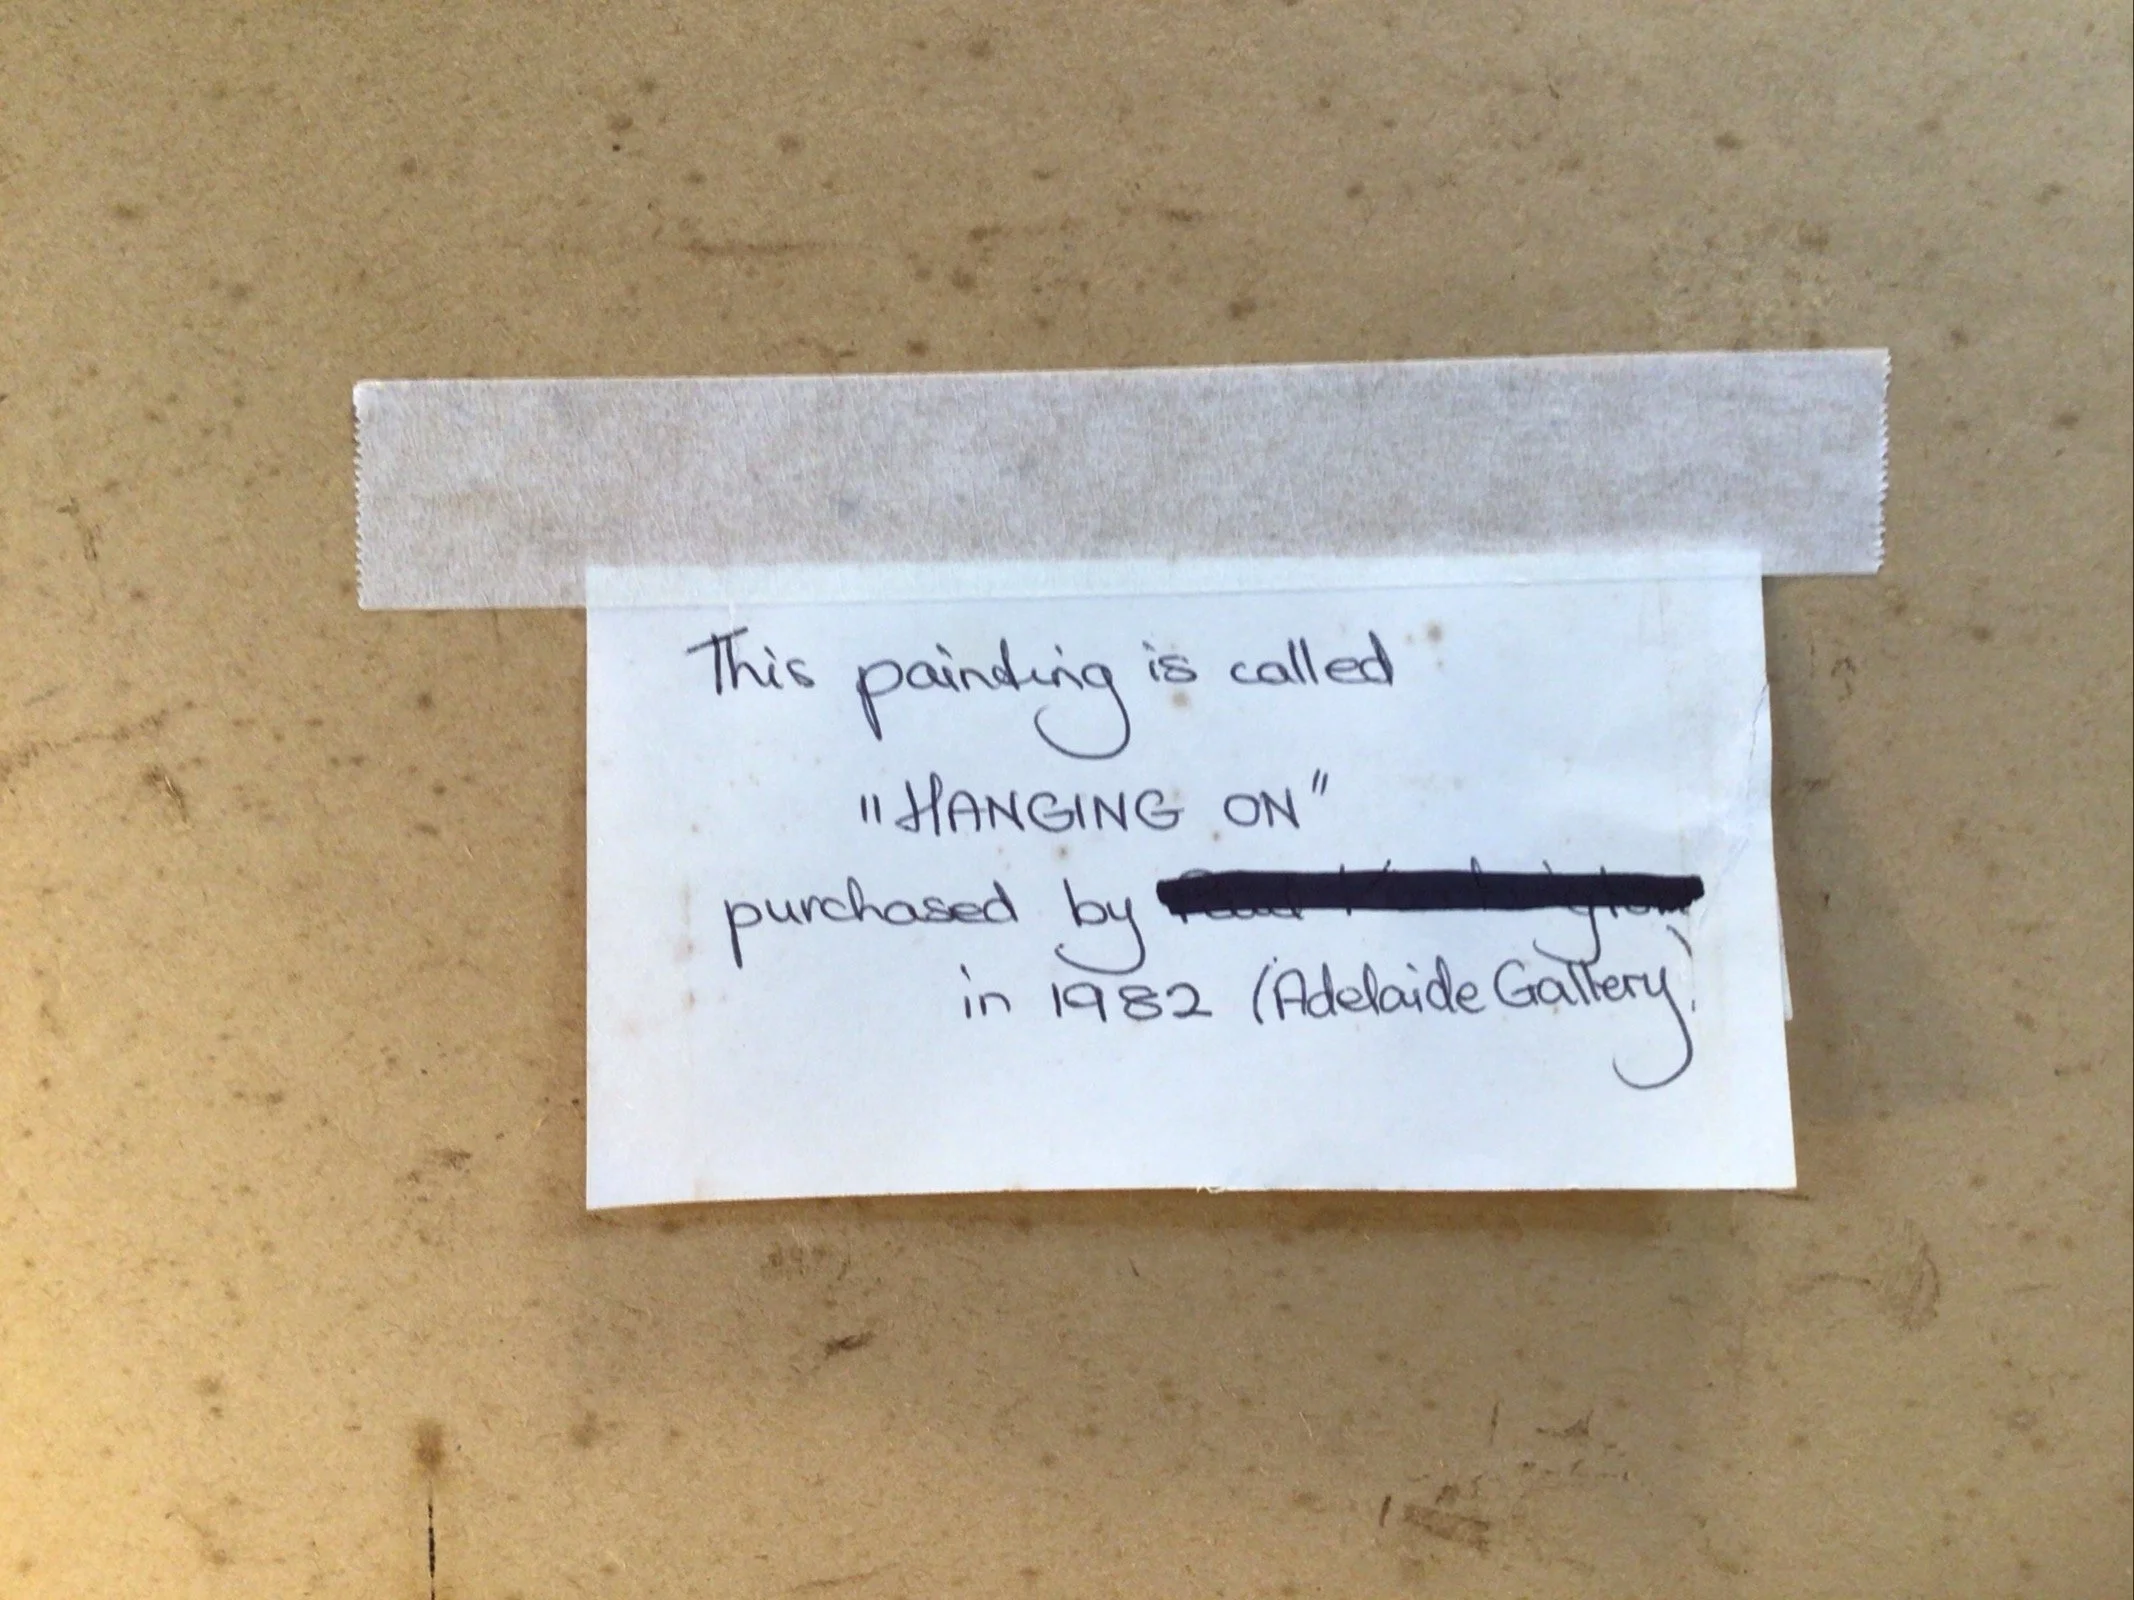 This painting is called
"HANGING ON"
purchased by
in 1982 (Adelaide Gallery)